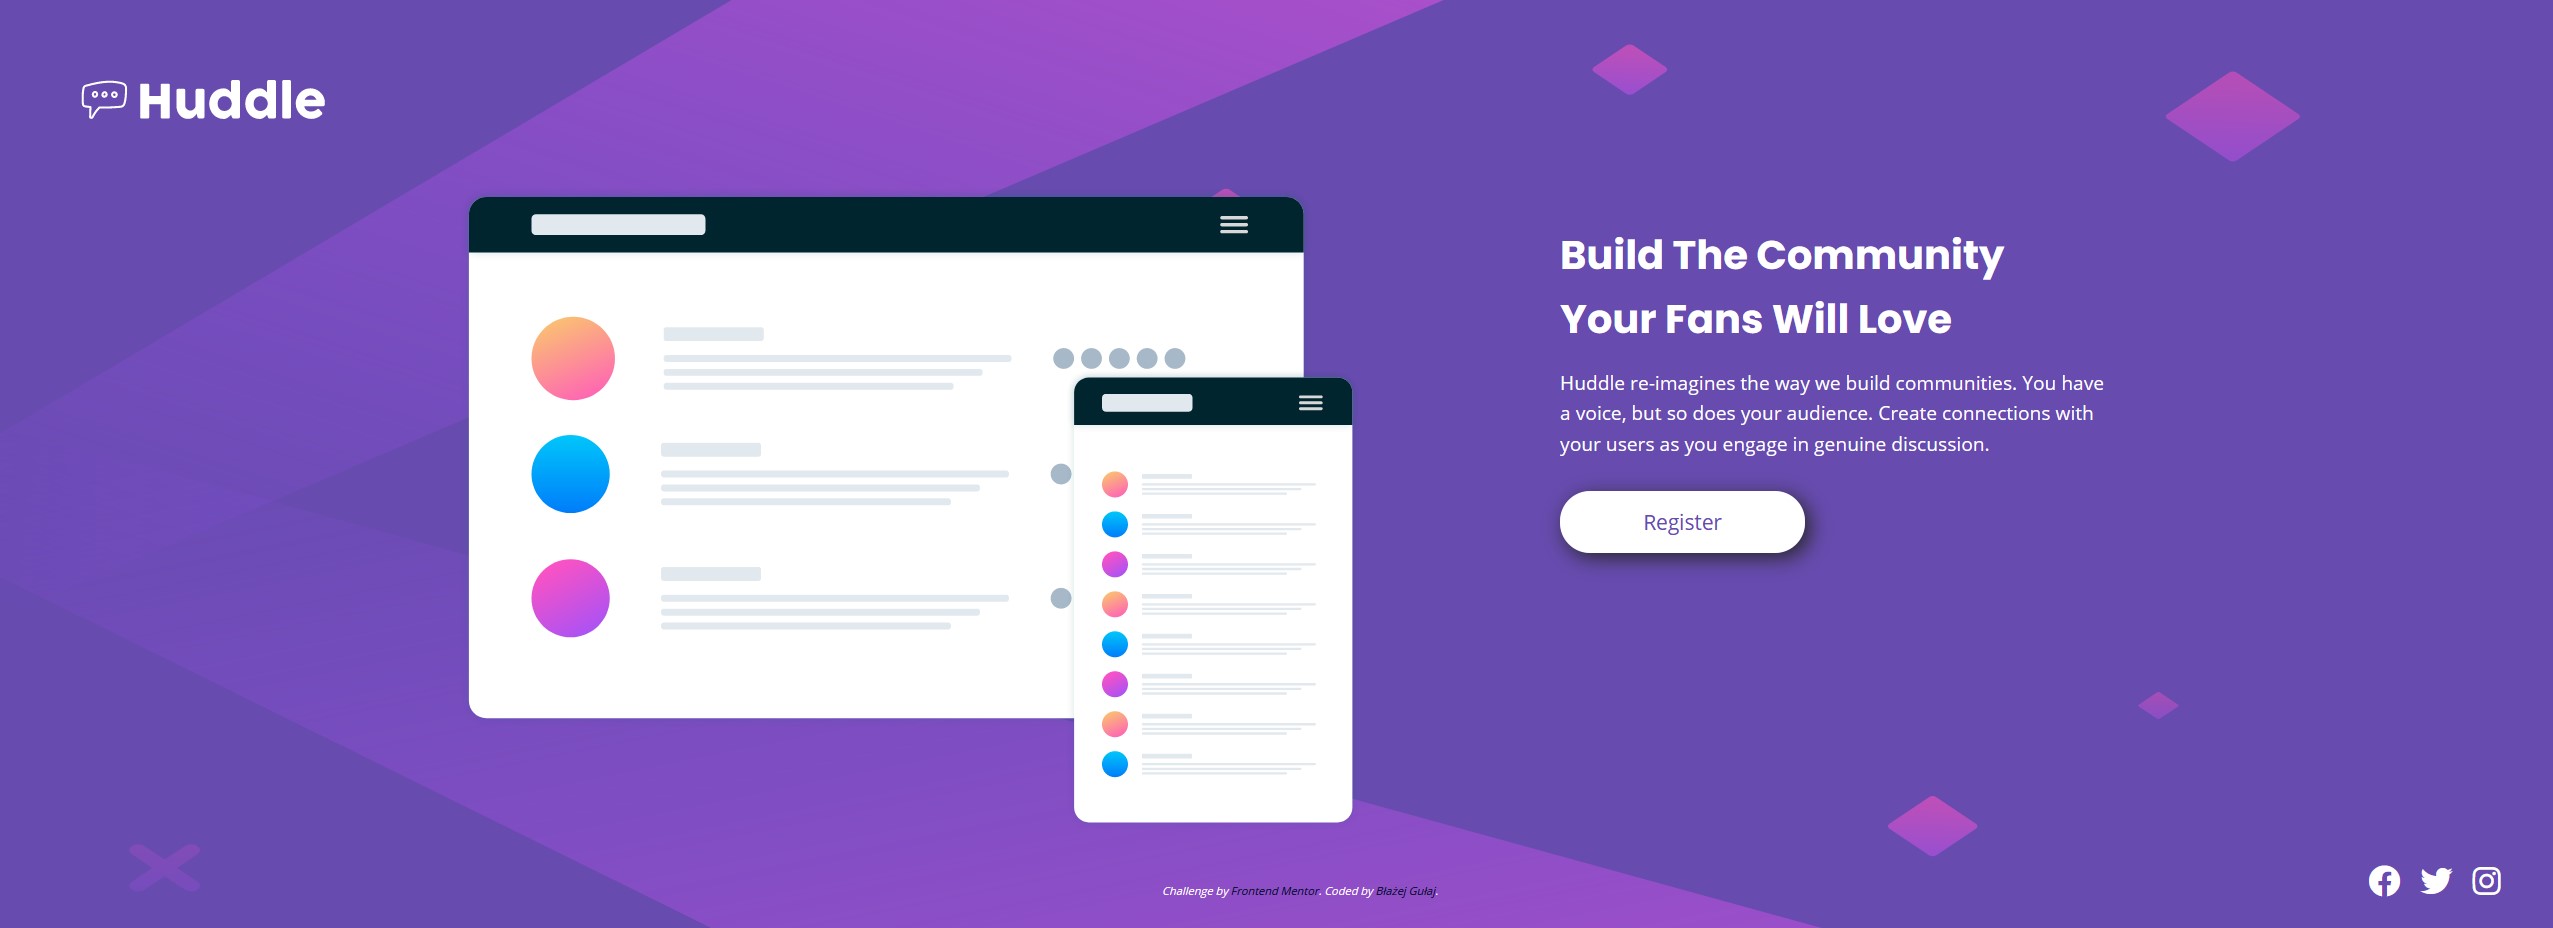 Huddle
Build The Community
Your Fans Will Love
Huddle re-imagines the way we build communities. You have
a voice, but so does your audience. Create connections with
your users as you engage in genuine discussion.
Register
Challenge by Frontend Mentor. Coded by Błażej Gułaj.